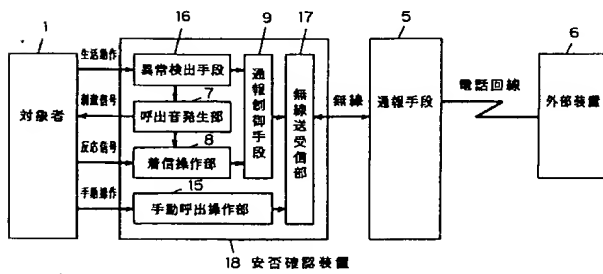 1
対象者
生活動作
刺激信号
反応信号
手動操作
16
異常検出手段
7
呼出音発生部
8
着信操作部
15
手動呼出操作部
9
通報制御手段
17
無線送受信部
18 安否確認装置
無線
5
通報手段
電話回線
6
外部装置